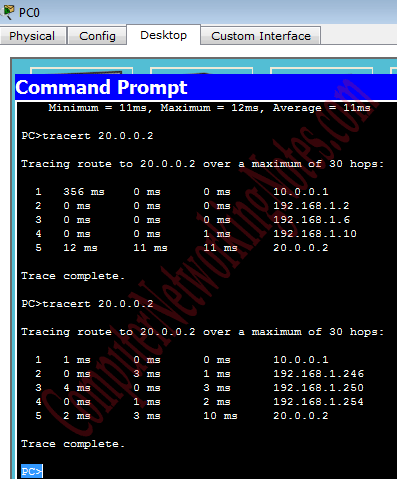 PC0
Physical Config Desktop Custom Interface
Command Prompt
Minimum = 11ms, Maximum = 12ms, Average = 11ms
PC>tracert 20.0.0.2
Tracing route to 20.0.0.2 over a maximum of 30 hops:
1 356 ms 0 ms 0 ms 10.0.0.1
2 0 ms 0 ms 0 ms 192.168.1.2
3 0 ms 0 ms 0 ms 192.168.1.6
4 0 ms 0 ms 1 ms 192.168.1.10
5 12 ms 11 ms 11 ms 20.0.0.2
Trace complete.
PC>tracert 20.0.0.2
Tracing route to 20.0.0.2 over a maximum of 30 hops:
1 1 ms 0 ms 0 ms 10.0.0.1
2 0 ms 3 ms 1 ms 192.168.1.246
3 4 ms 0 ms 3 ms 192.168.1.250
4 0 ms 1 ms 2 ms 192.168.1.254
5 2 ms 3 ms 10 ms 20.0.0.2
Trace complete.
PC>
ComputerNetworkingNotes.com